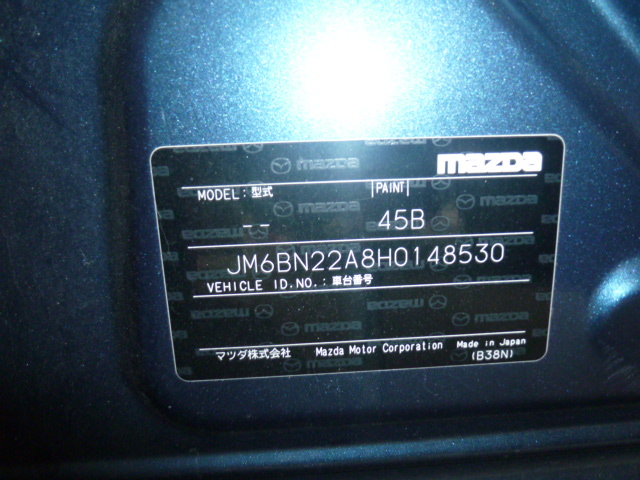 mazda
MODEL: 型式 PAINT
-- 45B
JM6BN22A8H0148530
VEHICLE ID.NO.: 車台番号
マツダ株式会社 Mazda Motor Corporation Made in Japan
(B38N)